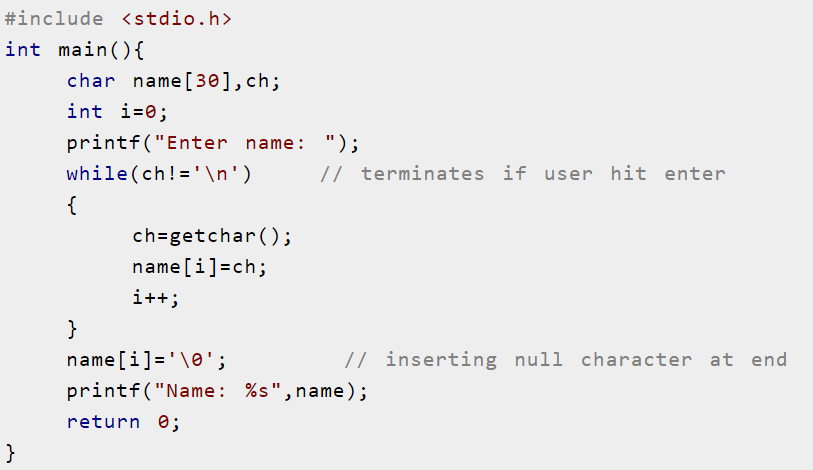 #include <stdio.h>
int main(){
char name[30],ch;
int i=0;
printf("Enter name: ");
while(ch!='\n') // terminates if user hit enter
{
ch=getchar();
name[i]=ch;
i++;
}
name[i]='\0'; // inserting null character at end
printf("Name: %s",name);
return 0;
}